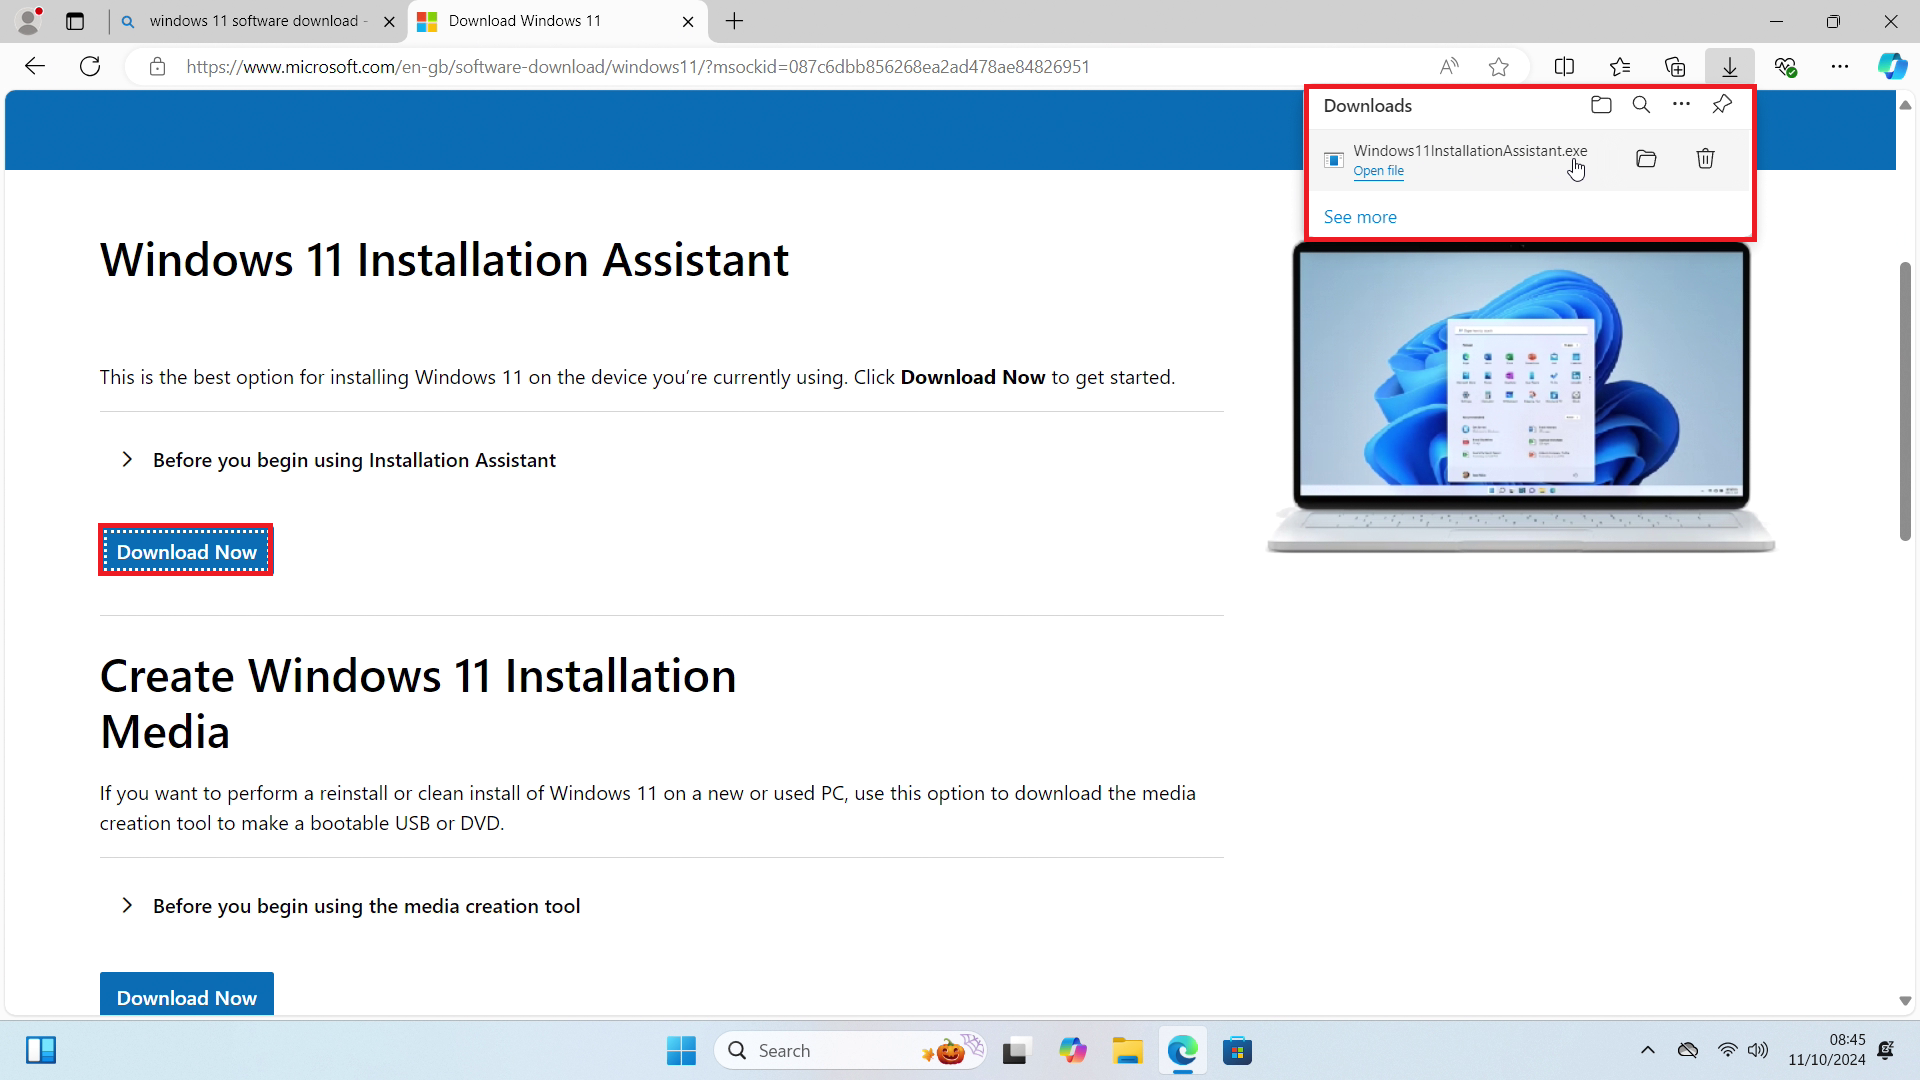 windows 11 software download -
Download Windows 11
https://www.microsoft.com/en-gb/software-download/windows11/?msockid=087c6dbb856268ea2ad478ae84826951
Downloads
Windows11InstallationAssistant.exe
Open file
See more
Windows 11 Installation Assistant
This is the best option for installing Windows 11 on the device you’re currently using. Click Download Now to get started.
Before you begin using Installation Assistant
Download Now
Create Windows 11 Installation
Media
If you want to perform a reinstall or clean install of Windows 11 on a new or used PC, use this option to download the media
creation tool to make a bootable USB or DVD.
Before you begin using the media creation tool
Download Now
Search
08:45
11/10/2024